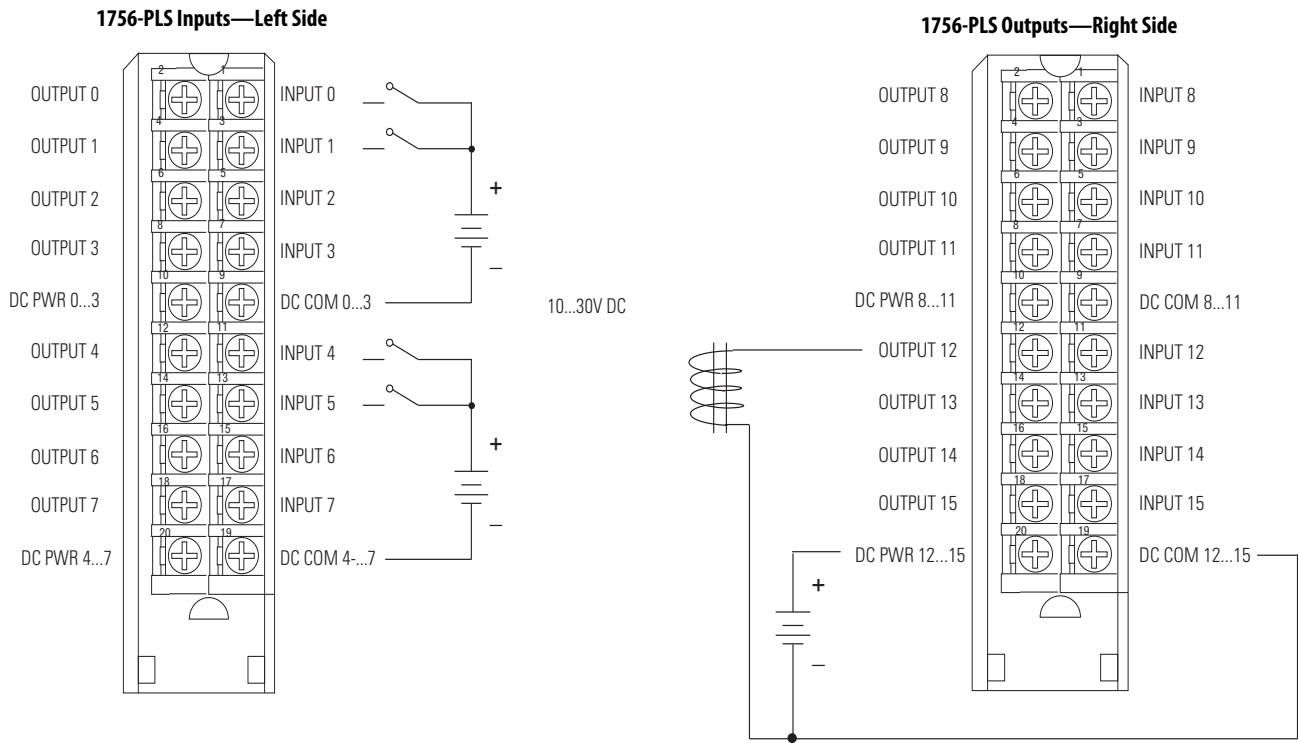 1756-PLS Inputs—Left Side
2 1
OUTPUT 0 INPUT 0
4 3
OUTPUT 1 INPUT 1
6 5
OUTPUT 2 INPUT 2
+
8 7
OUTPUT 3 INPUT 3
–
10 9
DC PWR 0...3 DC COM 0...3
12 11
OUTPUT 4 INPUT 4
14 13
OUTPUT 5 INPUT 5
16 15
OUTPUT 6 INPUT 6
+
18 17
OUTPUT 7 INPUT 7
–
20 19
DC PWR 4...7 DC COM 4-...7
10...30V DC
1756-PLS Outputs—Right Side
2 1
OUTPUT 8 INPUT 8
4 3
OUTPUT 9 INPUT 9
6 5
OUTPUT 10 INPUT 10
8 7
OUTPUT 11 INPUT 11
10 9
DC PWR 8...11 DC COM 8...11
12 11
OUTPUT 12 INPUT 12
14 13
OUTPUT 13 INPUT 13
16 15
OUTPUT 14 INPUT 14
18 17
OUTPUT 15 INPUT 15
20 19
DC PWR 12...15 DC COM 12...15
+
–